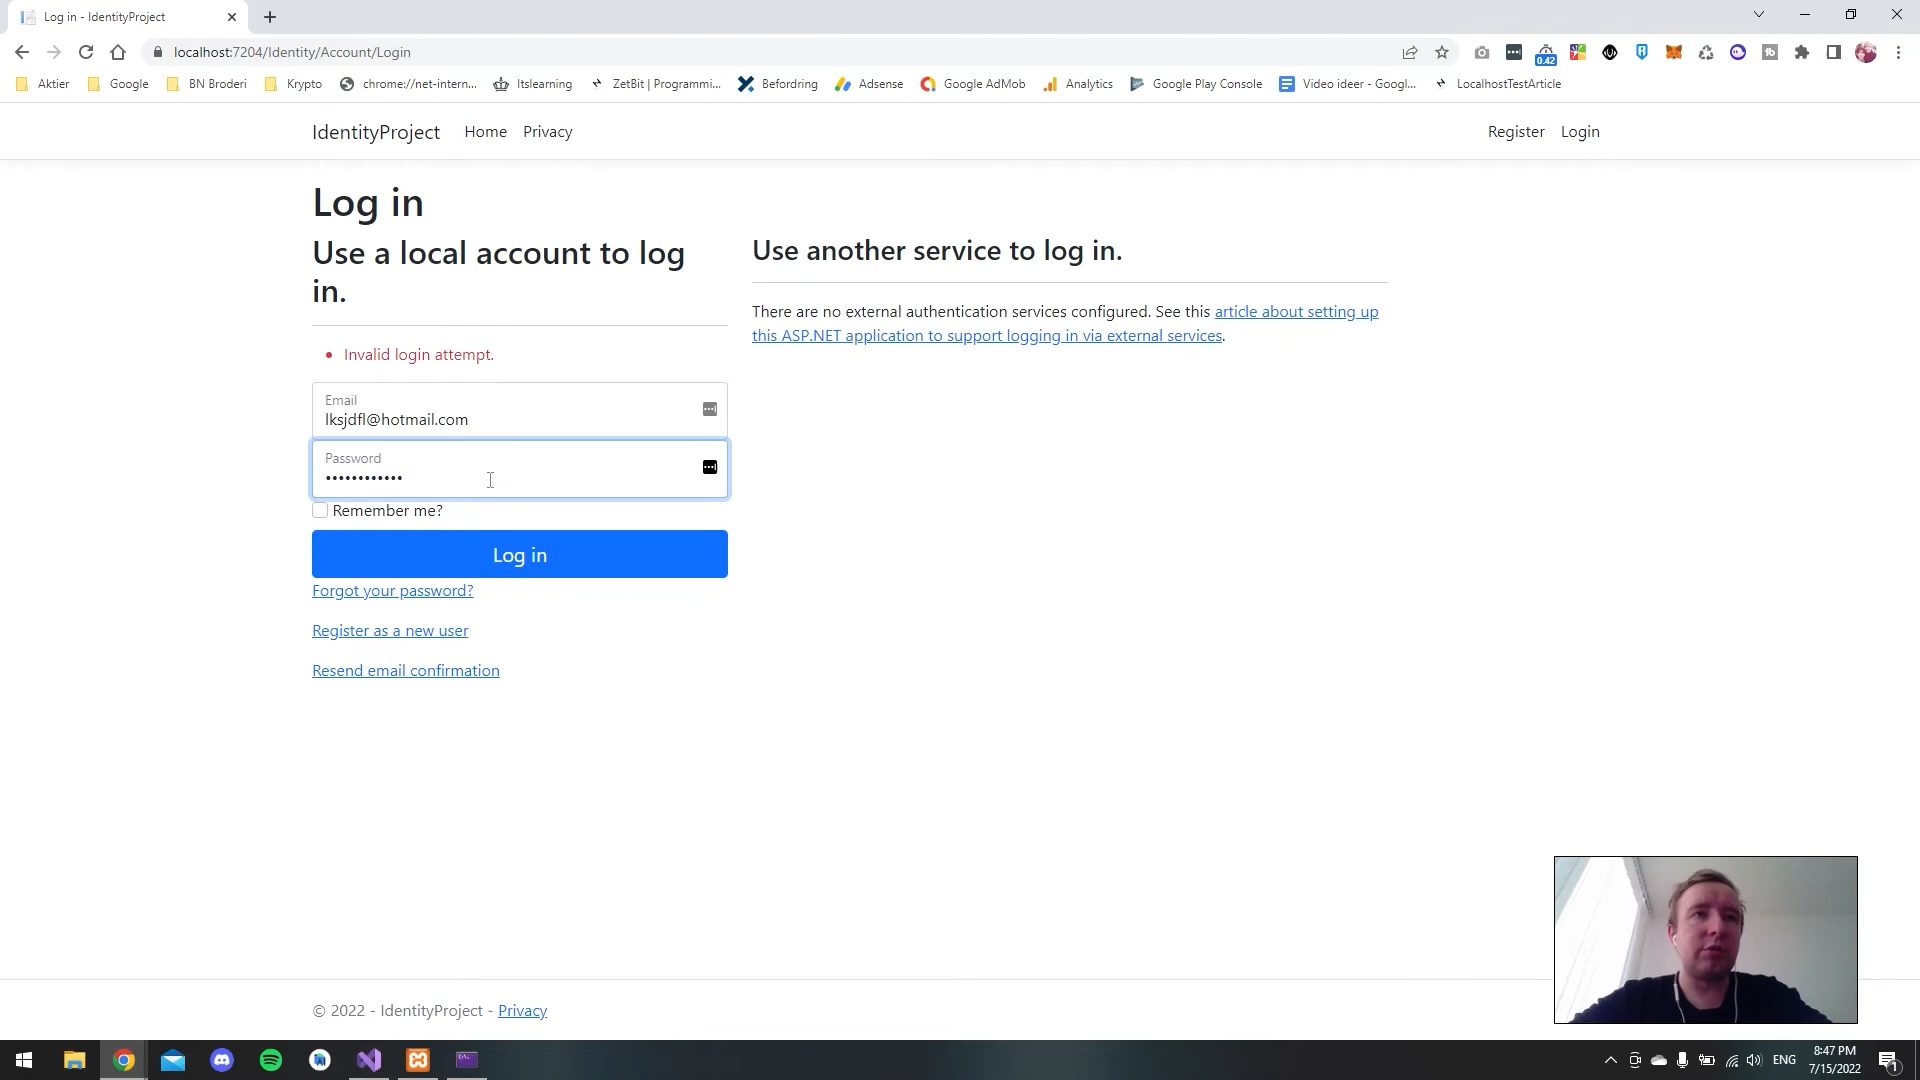 Log in - IdentityProject
localhost:7204/Identity/Account/Login
0.42
Aktier Google BN Broderi Krypto chrome://net-intern... Itslearning ZetBit | Programmi... Befordring Adsense Google AdMob Analytics Google Play Console Video ideer - Googl... LocalhostTestArticle
IdentityProject Home Privacy Register Login
Log in
Use a local account to log
in.
Invalid login attempt.
Email
lksjdfl@hotmail.com
Password
Remember me?
Log in
Forgot your password?
Register as a new user
Resend email confirmation
Use another service to log in.
There are no external authentication services configured. See this article about setting up
this ASP.NET application to support logging in via external services.
© 2022 - IdentityProject - Privacy
ENG
8:47 PM
7/15/2022
1